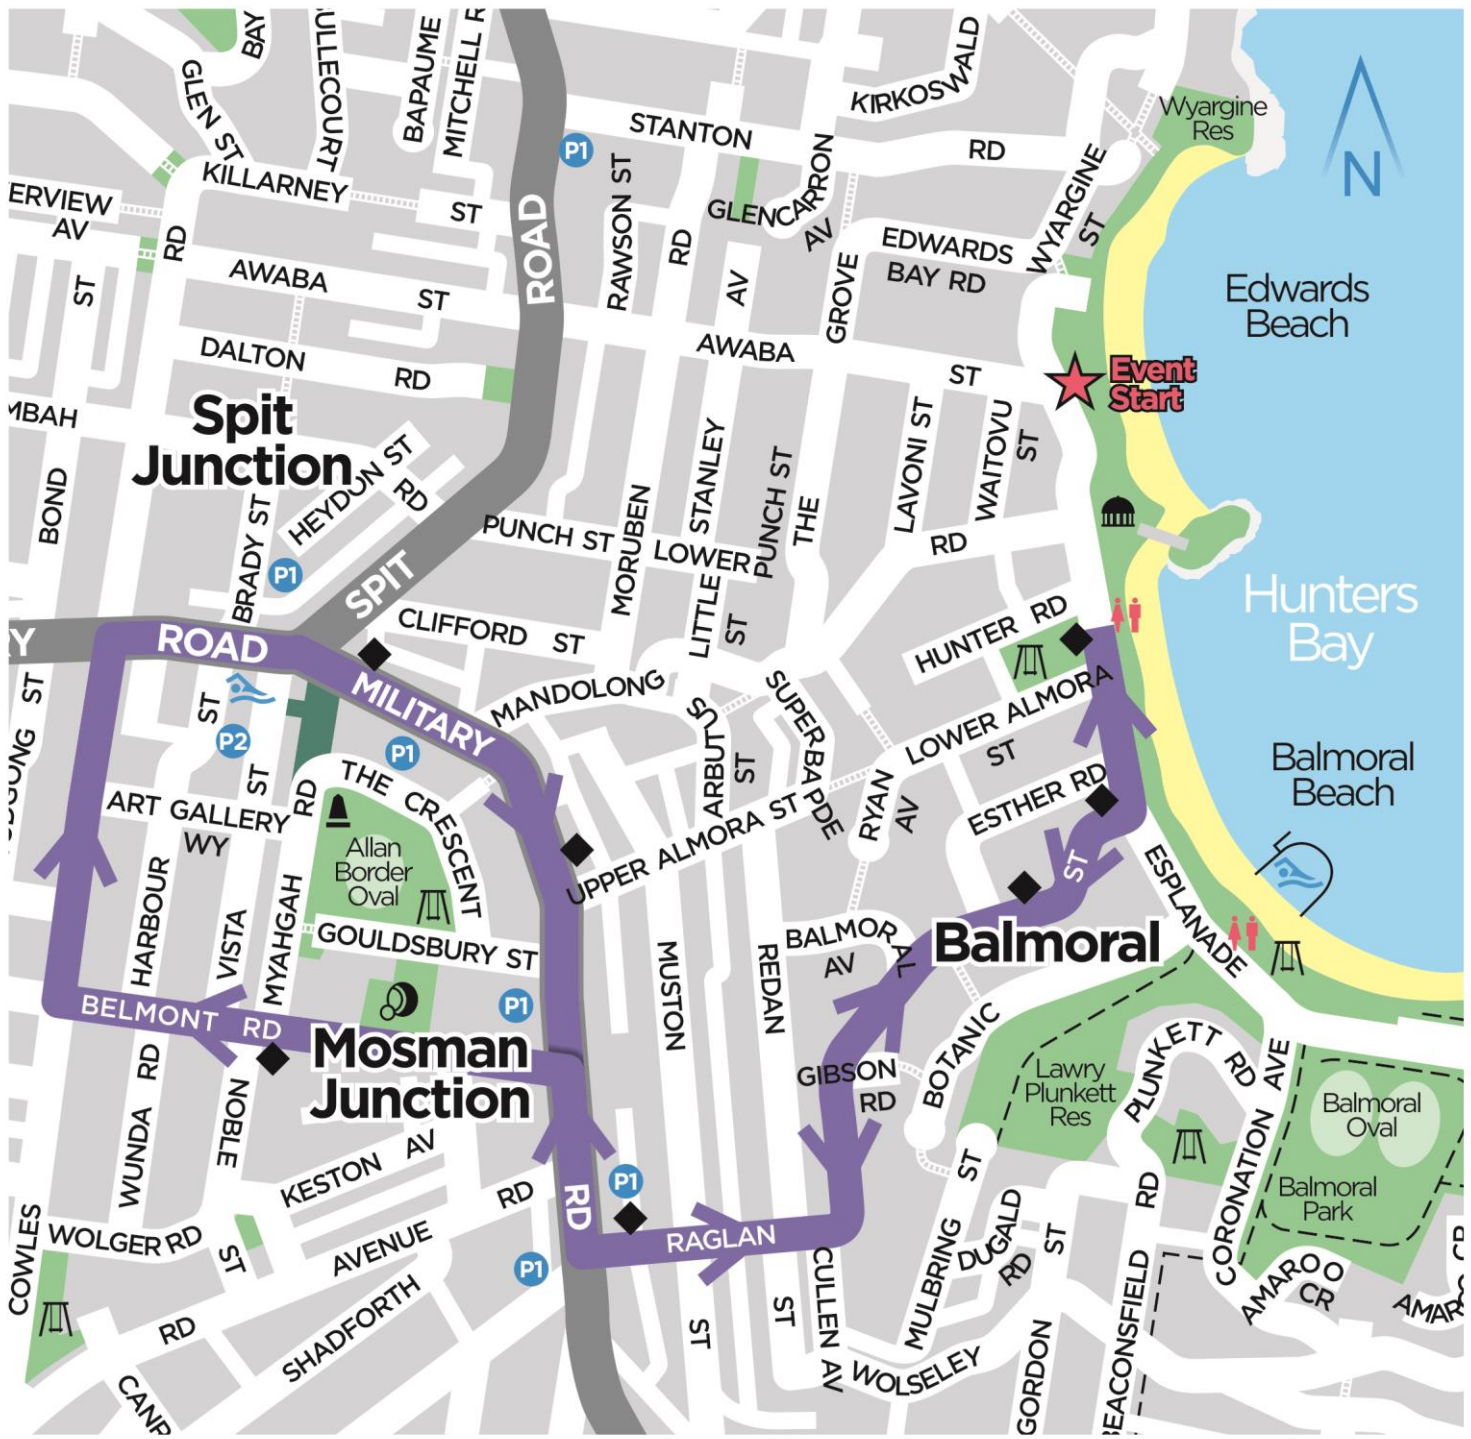 BAY
ULLECOURT
BAPAUME
MITCHELL R
KIRKOSWALD
GLEN ST
STANTON
RD
Wyargine
Res
N
P1
KILLARNEY
ST
ERVIEW
AV
RD
ROAD
RAWSON ST
RD
GLENCARRON
AV
WYARGINE
ST
EDWARDS
BAY RD
AWABA
ST
ST
AV
GROVE
Edwards
Beach
DALTON
RD
AWABA
ST
Event
Start
MBAH
Spit
Junction
HEYDON ST
RD
BOND
BRADY ST
P1
SPIT
PUNCH ST
MORUBEN
STANLEY
LOWER
PUNCH ST
THE
LAVONI ST
WAITOVU
ST
RD
LITTLE
ST
Hunters
Bay
Y
ROAD
CLIFFORD ST
HUNTER RD
MILITARY
MANDOLONG
ST
ST
P2
P1
ARBUTUS
ST
SUPERBA
PDE
LOWER ALMORA
ST
DGONG
Balmoral
Beach
ST
RD
THE CRESCENT
ART GALLERY
WY
UPPER ALMORA ST
RYAN
AV
ESTHER RD
Allan
Border
Oval
ST
ESPLANADE
HARBOUR
VISTA
MYAHGAH
GOULDSBURY ST
MUSTON
REDAN
BALMORAL
AV
Balmoral
BELMONT RD
P1
Mosman
Junction
GIBSON
RD
BOTANIC
Lawry
Plunkett
Res
PLUNKETT
RD
AVE
Balmoral
Oval
RD
WUNDA
NOBLE
KESTON AV
RD
RD
P1
ST
RD
CORONATION
Balmoral
Park
COWLES
WOLGER RD
ST
AVENUE
RAGLAN
P1
CULLEN AV
MULBRING
DUGALD
RD
ST
BEACONSFIELD
AMAROO
CR
AMAR
CR
RD
SHADFORTH
ST
ST
WOLSELEY
GORDON
CANR